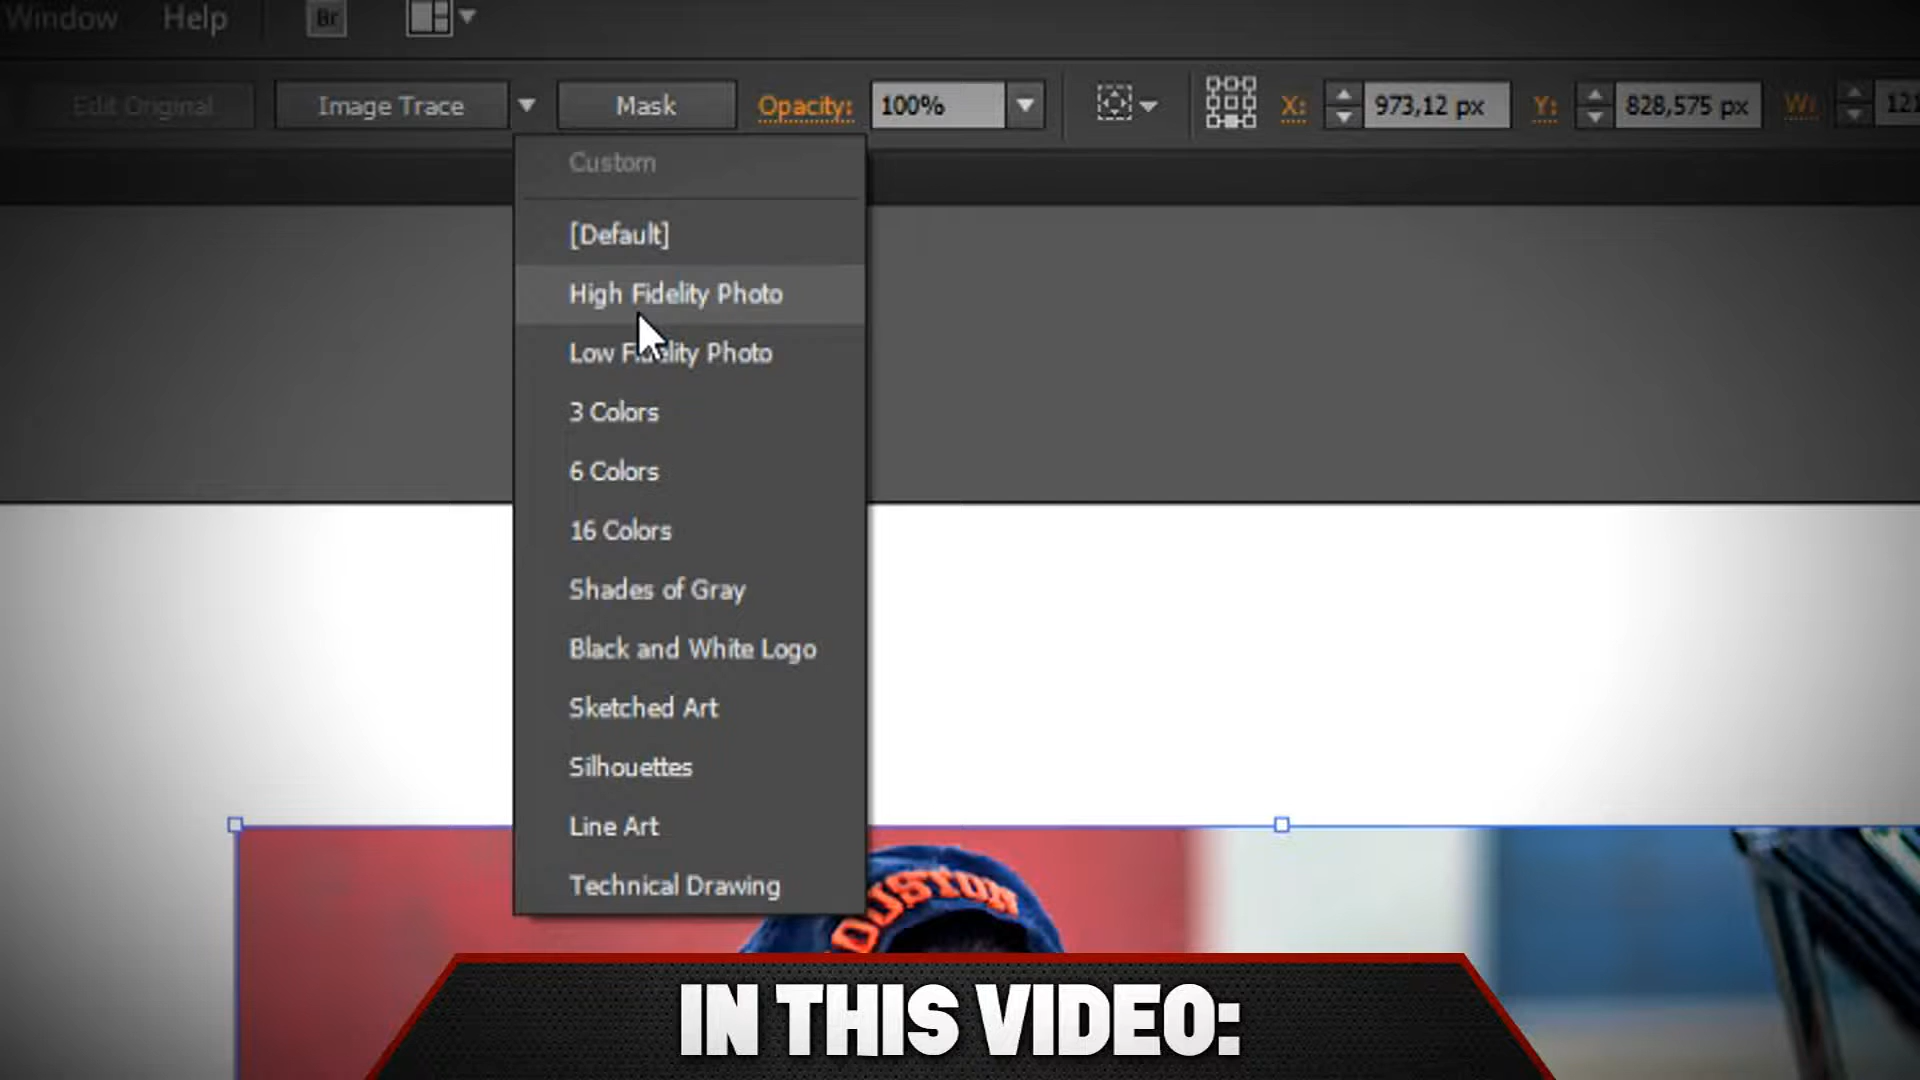 Window Help Br
Edit Original Image Trace Mask Opacity: 100% X: 973,12 px Y: 828,575 px W: 121
Custom
[Default]
High Fidelity Photo
Low Fidelity Photo
3 Colors
6 Colors
16 Colors
Shades of Gray
Black and White Logo
Sketched Art
Silhouettes
Line Art
Technical Drawing
OUSTON
IN THIS VIDEO: